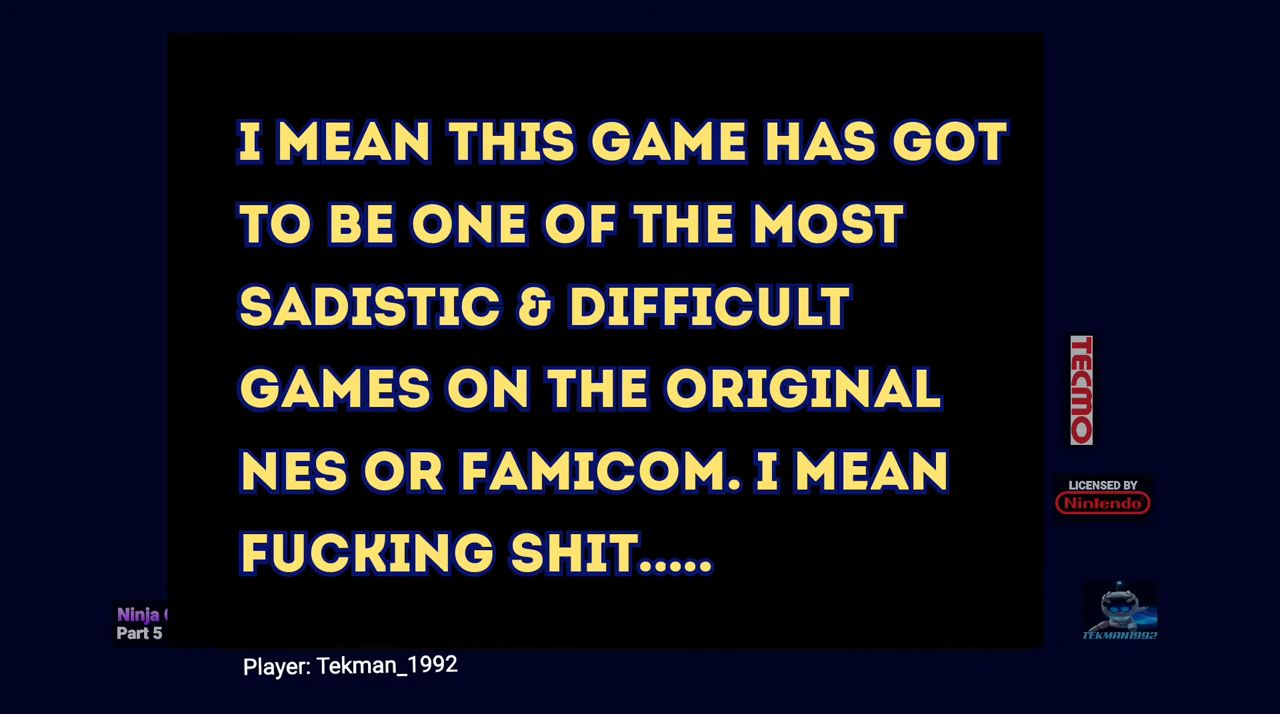 I MEAN THIS GAME HAS GOT
TO BE ONE OF THE MOST
SADISTIC & DIFFICULT
GAMES ON THE ORIGINAL
NES OR FAMICOM. I MEAN
FUCKING SHIT.....
TECMO
LICENSED BY
Nintendo
Ninja
Part 5
TEKMAN1992
Player: Tekman_1992